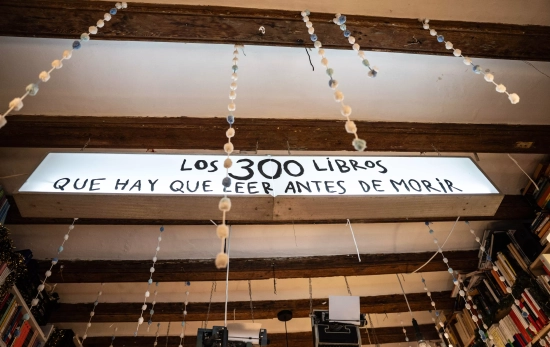 LOS 300 LiBROS
QUE HAY QUE LEER ANTES DE MORiR